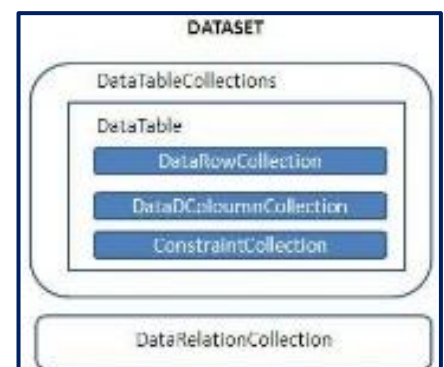 DATASET
DataTableCollections
DataTable
DataRowCollection
DataDColoumnCollection
ConstraintCollection
DataRelationCollection